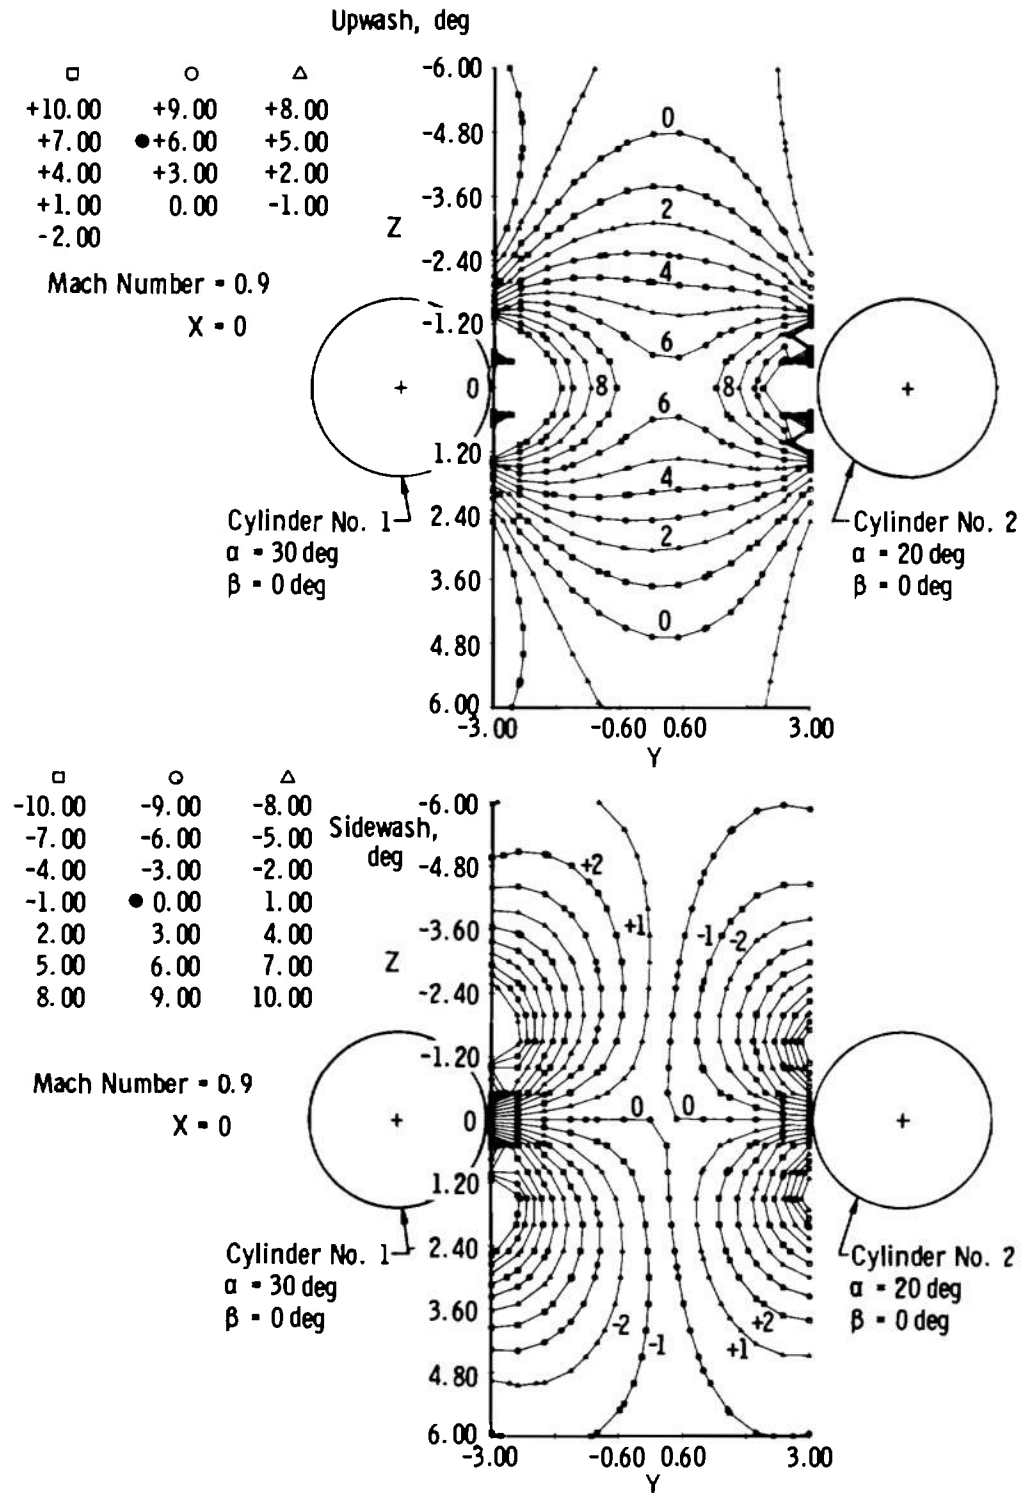 Upwash, deg
□ ○ △
+10.00 +9.00 +8.00
+7.00 ●+6.00 +5.00
+4.00 +3.00 +2.00
+1.00 0.00 -1.00
-2.00
Mach Number = 0.9
X = 0
Z
-6.00
-4.80
-3.60
-2.40
-1.20
0
1.20
2.40
3.60
4.80
6.00
0
2
4
6
8 8
6
4
2
0
Cylinder No. 1
α = 30 deg
β = 0 deg
Cylinder No. 2
α = 20 deg
β = 0 deg
-3.00 -0.60 0.60 3.00
Y
□ ○ △
-10.00 -9.00 -8.00
-7.00 -6.00 -5.00
-4.00 -3.00 -2.00
-1.00 ● 0.00 1.00
2.00 3.00 4.00
5.00 6.00 7.00
8.00 9.00 10.00
Sidewash,
deg
Mach Number = 0.9
X = 0
Z
-6.00
-4.80
-3.60
-2.40
-1.20
0
1.20
2.40
3.60
4.80
6.00
+2
+1 -1 -2
0 0
-2 -1 +1 +2
Cylinder No. 1
α = 30 deg
β = 0 deg
Cylinder No. 2
α = 20 deg
β = 0 deg
-3.00 -0.60 0.60 3.00
Y